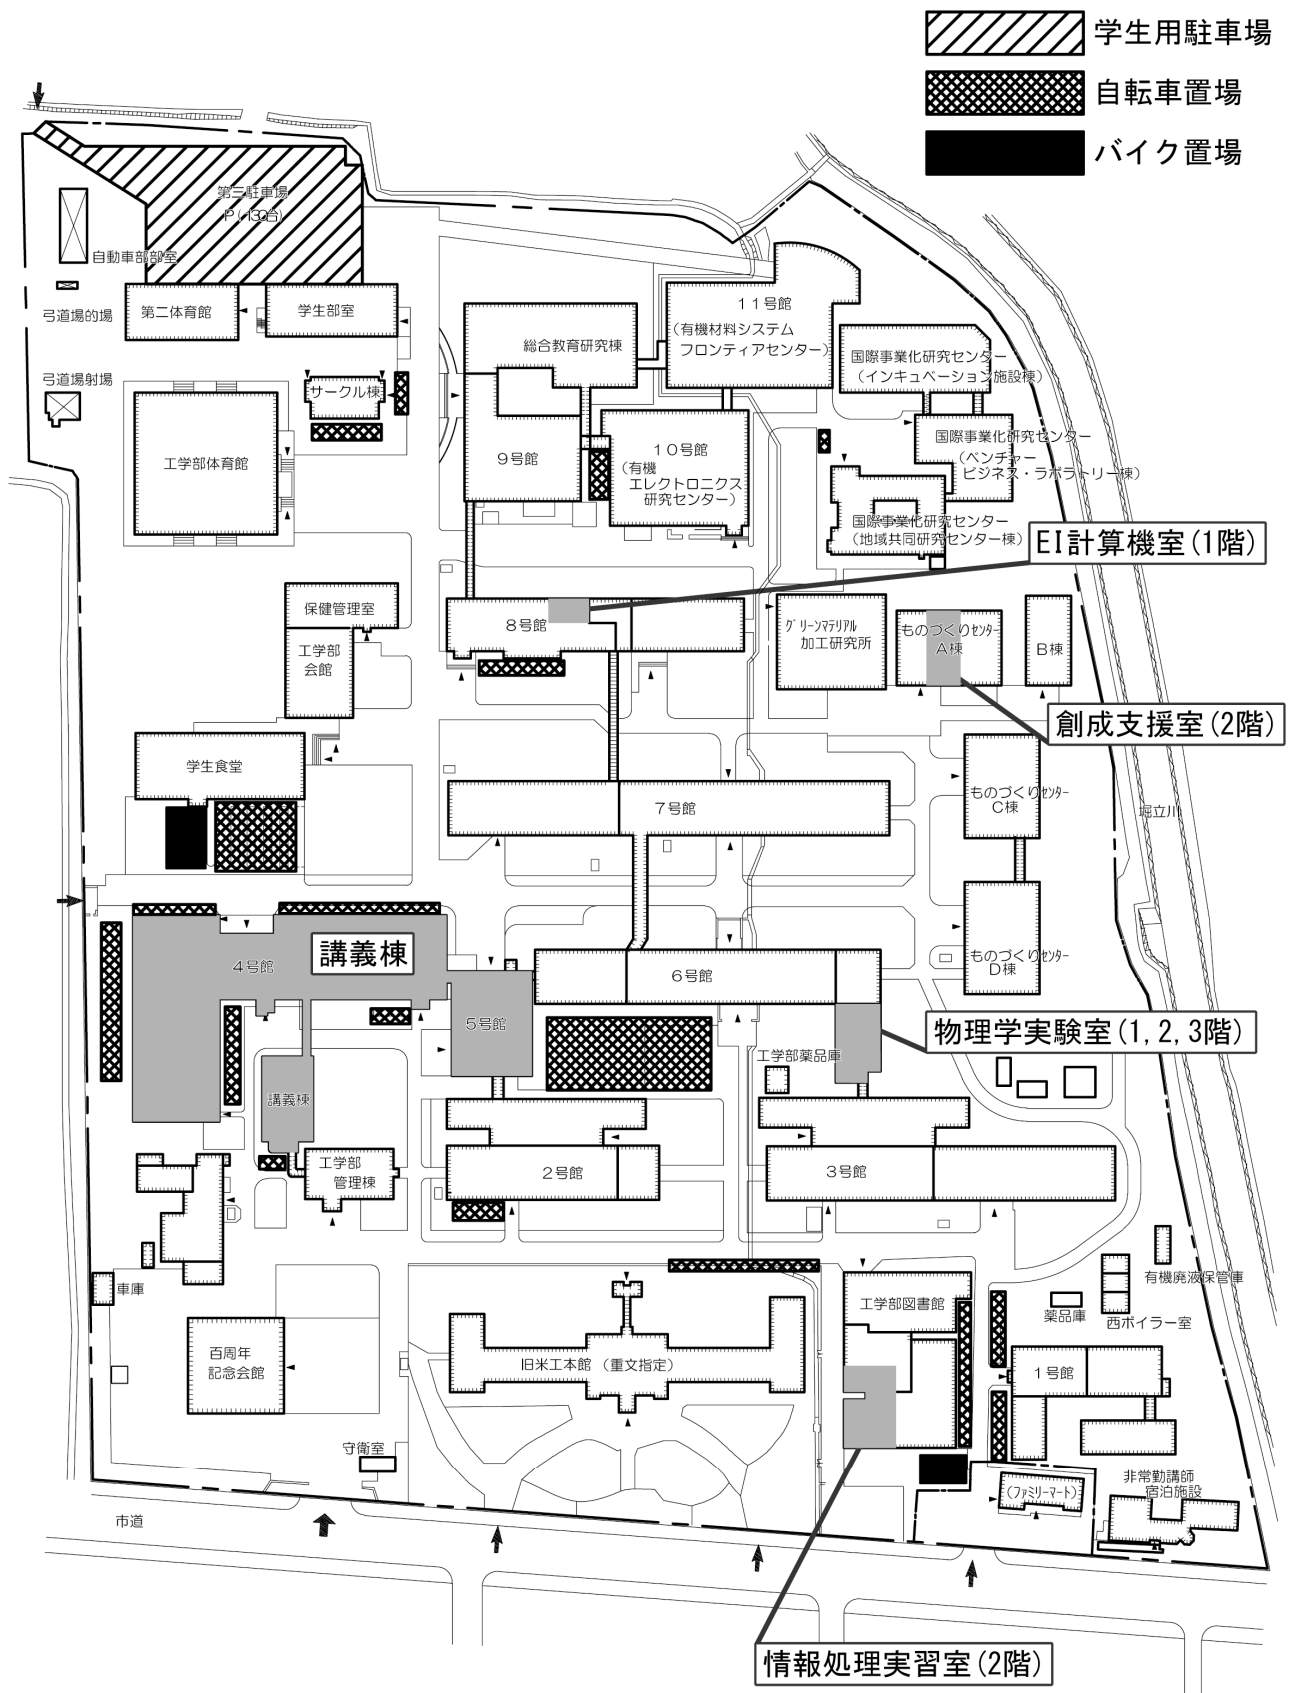 学生用駐車場
自転車置場
バイク置場
第三駐車場
P(130台)
自動車部部室
弓道場的場
第二体育館
学生部室
弓道場射場
サークル棟
工学部体育館
総合教育研究棟
11号館
(有機材料システム
フロンティアセンター)
国際事業化研究センター
(インキュベーション施設棟)
国際事業化研究センター
(ベンチャー
ビジネス・ラボラトリー棟)
9号館
10号館
(有機
エレクトロニクス
研究センター)
国際事業化研究センター
(地域共同研究センター棟)
EI計算機室(1階)
保健管理室
工学部
会館
8号館
グリーンマテリアル
加工研究所
ものづくりセンター
A棟
B棟
創成支援室(2階)
学生食堂
7号館
ものづくりセンター
C棟
堀立川
4号館
講義棟
5号館
6号館
ものづくりセンター
D棟
物理学実験室(1,2,3階)
工学部薬品庫
講義棟
工学部
管理棟
2号館
3号館
車庫
百周年
記念会館
旧米工本館(重文指定)
工学部図書館
有機廃液保管庫
薬品庫
西ボイラー室
1号館
守衛室
(ファミリーマート)
非常勤講師
宿泊施設
市道
情報処理実習室(2階)